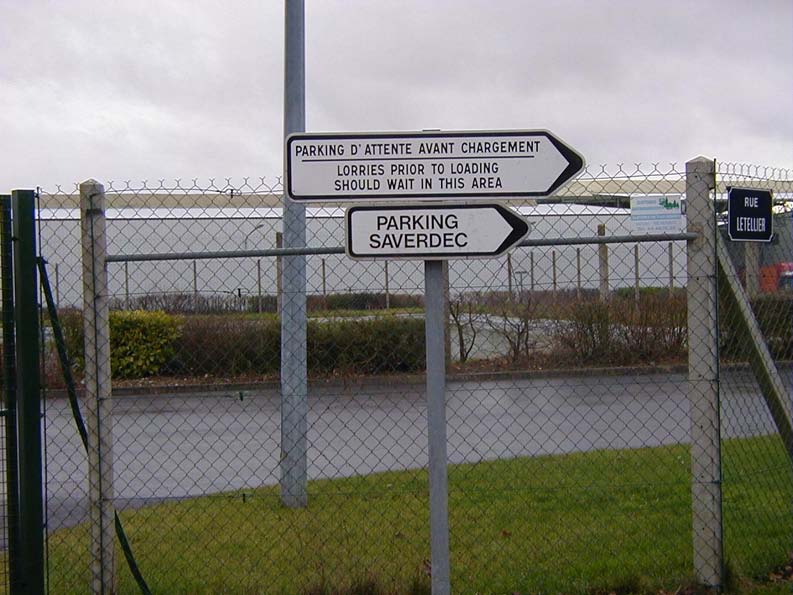 PARKING D'ATTENTE AVANT CHARGEMENT
LORRIES PRIOR TO LOADING
SHOULD WAIT IN THIS AREA
PARKING
SAVERDEC
RUE
LETELLIER